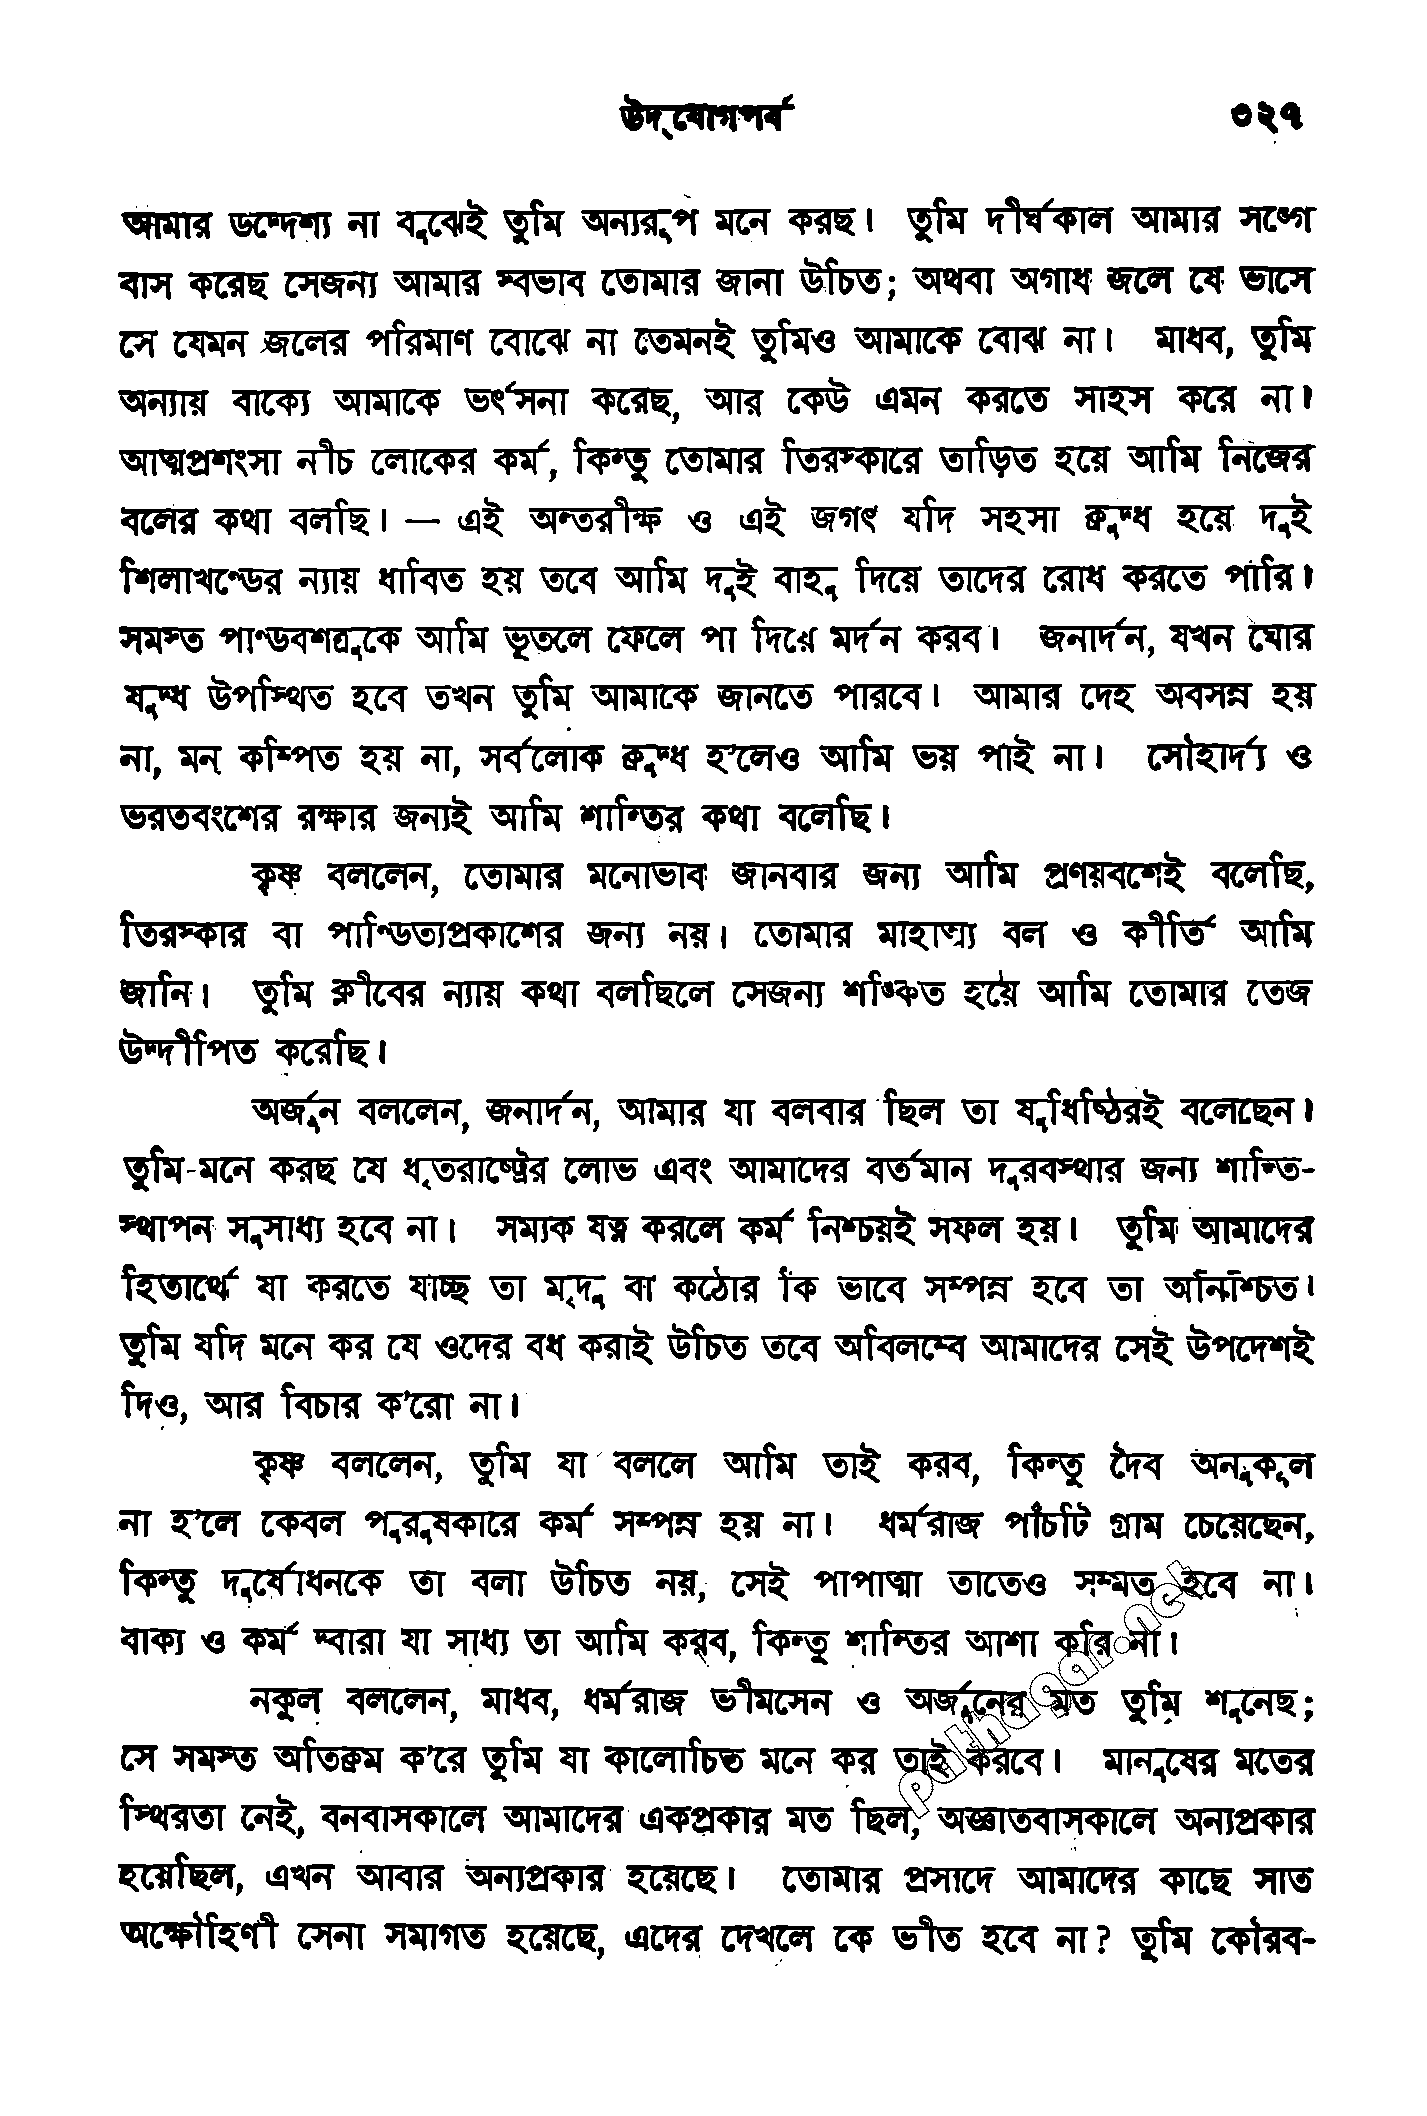 উদ্‌যোগপর্ব ৩২৭
আমার উদ্দেশ্য না বুঝেই তুমি অন্যরূপ মনে করছ। তুমি দীর্ঘকাল আমার সঙ্গে
বাস করেছ সেজন্য আমার স্বভাব তোমার জানা উচিত; অথবা অগাধ জলে যে ভাসে
সে যেমন জলের পরিমাণ বোঝে না তেমনই তুমিও আমাকে বোঝ না। মাধব, তুমি
অন্যায় বাক্যে আমাকে ভর্ৎসনা করেছ, আর কেউ এমন করতে সাহস করে না।
আত্মপ্রশংসা নীচ লোকের কর্ম, কিন্তু তোমার তিরস্কারে তাড়িত হয়ে আমি নিজের
বলের কথা বলছি। — এই অন্তরীক্ষ ও এই জগৎ যদি সহসা ক্রুদ্ধ হয়ে দুই
শিলাখণ্ডের ন্যায় ধাবিত হয় তবে আমি দুই বাহু দিয়ে তাদের রোধ করতে পারি।
সমস্ত পাণ্ডবশত্রুকে আমি ভূতলে ফেলে পা দিয়ে মর্দন করব। জনার্দন, যখন ঘোর
যুদ্ধ উপস্থিত হবে তখন তুমি আমাকে জানতে পারবে। আমার দেহ অবসন্ন হয়
না, মন কম্পিত হয় না, সর্বলোক ক্রুদ্ধ হ'লেও আমি ভয় পাই না। সৌহার্দ্য ও
ভরতবংশের রক্ষার জন্যই আমি শান্তির কথা বলেছি।
কৃষ্ণ বললেন, তোমার মনোভাব জানবার জন্য আমি প্রণয়বশেই বলেছি,
তিরস্কার বা পাণ্ডিত্যপ্রকাশের জন্য নয়। তোমার মাহাত্ম্য বল ও কীর্তি আমি
জানি। তুমি ক্লীবের ন্যায় কথা বলছিলে সেজন্য শঙ্কিত হয়ে আমি তোমার তেজ
উদ্দীপিত করেছি।
অর্জুন বললেন, জনার্দন, আমার যা বলবার ছিল তা যুধিষ্ঠিরই বলেছেন।
তুমি মনে করছ যে ধৃতরাষ্ট্রের লোভ এবং আমাদের বর্তমান দুরবস্থার জন্য শান্তি-
স্থাপন সুসাধ্য হবে না। সম্যক যত্ন করলে কর্ম নিশ্চয়ই সফল হয়। তুমি আমাদের
হিতার্থে যা করতে যাচ্ছ তা মৃদু বা কঠোর কি ভাবে সম্পন্ন হবে তা অনিশ্চিত।
তুমি যদি মনে কর যে ওদের বধ করাই উচিত তবে অবিলম্বে আমাদের সেই উপদেশই
দিও, আর বিচার ক'রো না।
কৃষ্ণ বললেন, তুমি যা বললে আমি তাই করব, কিন্তু দৈব অনুকূল
না হ'লে কেবল পুরুষকারে কর্ম সম্পন্ন হয় না। ধর্মরাজ পাঁচটি গ্রাম চেয়েছেন,
কিন্তু দুর্যোধনকে তা বলা উচিত নয়, সেই পাপাত্মা তাতেও সম্মত হবে না।
বাক্য ও কর্ম দ্বারা যা সাধ্য তা আমি করব, কিন্তু শান্তির আশা করি না।
নকুল বললেন, মাধব, ধর্মরাজ ভীমসেন ও অর্জুনের মত তুমি শুনেছ;
সে সমস্ত অতিক্রম ক'রে তুমি যা কালোচিত মনে কর তাই করবে। মানুষের মতের
স্থিরতা নেই, বনবাসকালে আমাদের একপ্রকার মত ছিল, অজ্ঞাতবাসকালে অন্যপ্রকার
হয়েছিল, এখন আবার অন্যপ্রকার হয়েছে। তোমার প্রসাদে আমাদের কাছে সাত
অক্ষৌহিণী সেনা সমাগত হয়েছে, এদের দেখলে কে ভীত হবে না? তুমি কৌরব-
pathagar.net